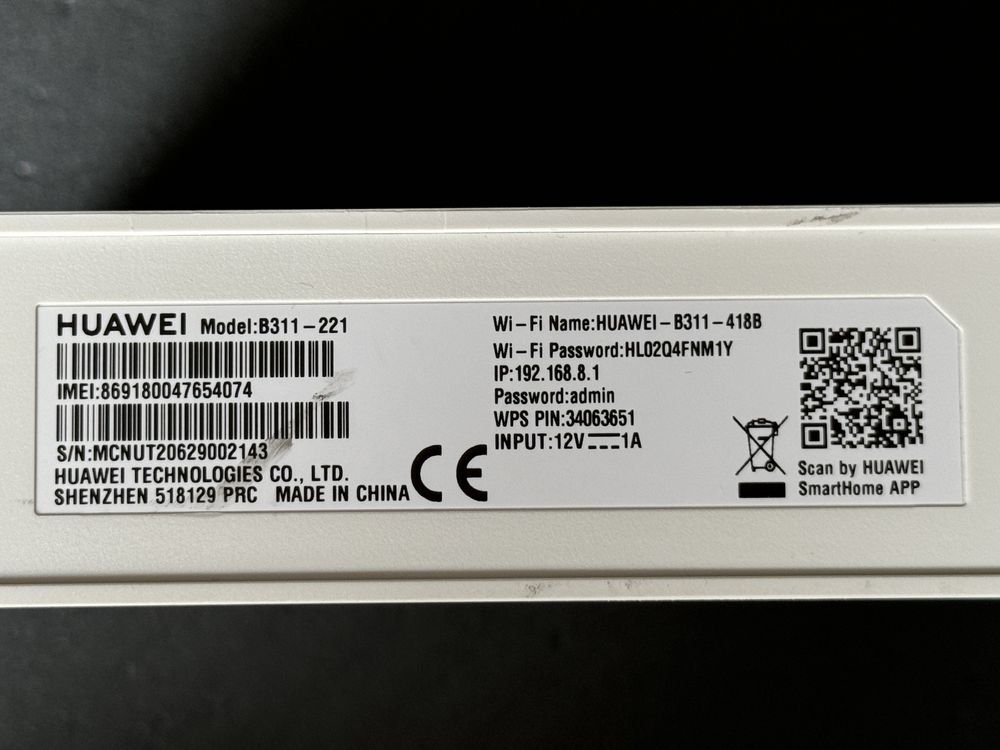 HUAWEI Model:B311-221
IMEI:869180047654074
S/N:MCNUT20629002143
HUAWEI TECHNOLOGIES CO., LTD.
SHENZHEN 518129 PRC MADE IN CHINA
CE
Wi-Fi Name:HUAWEI-B311-418B
Wi-Fi Password:HL02Q4FNM1Y
IP:192.168.8.1
Password:admin
WPS PIN:34063651
INPUT:12V⎓1A
Scan by HUAWEI
SmartHome APP